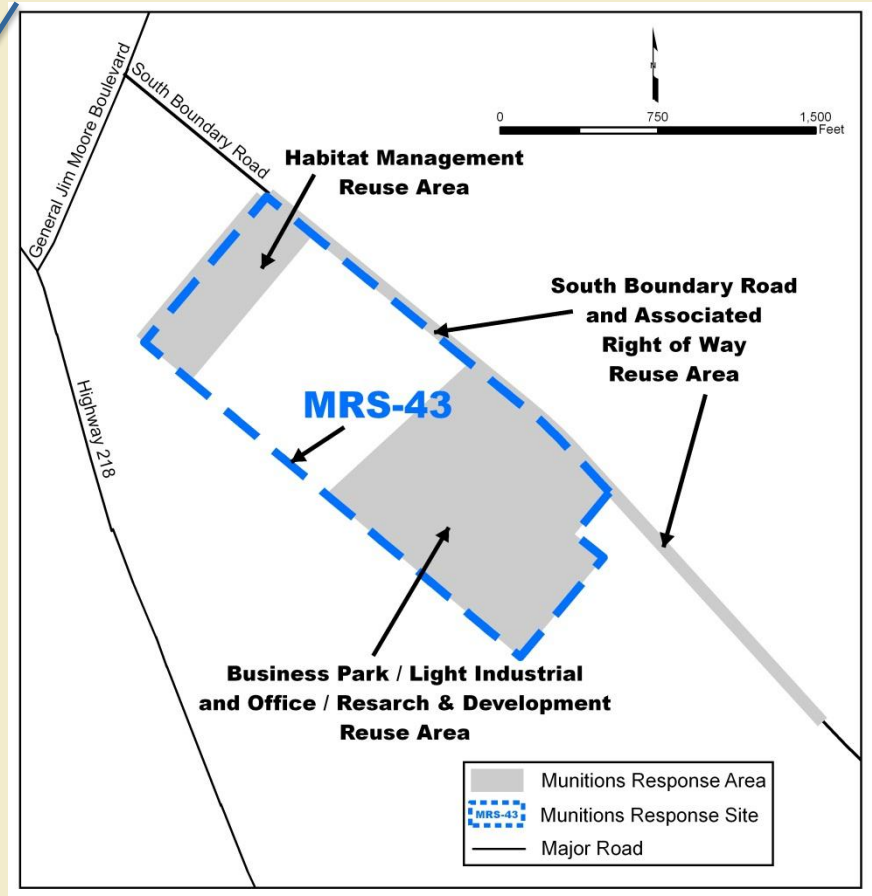 General Jim Moore Boulevard
South Boundary Road
N
0 750 1,500
Feet
Habitat Management
Reuse Area
South Boundary Road
and Associated
Right of Way
Reuse Area
MRS-43
Highway 218
Business Park / Light Industrial
and Office / Resarch & Development
Reuse Area
Munitions Response Area
MRS-43 Munitions Response Site
Major Road